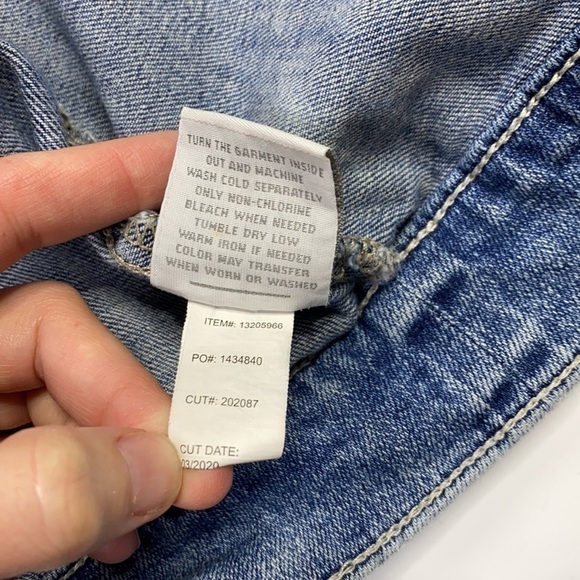 TURN THE GARMENT INSIDE
OUT AND MACHINE
WASH COLD SEPARATELY
ONLY NON-CHLORINE
BLEACH WHEN NEEDED
TUMBLE DRY LOW
WARM IRON IF NEEDED
COLOR MAY TRANSFER
WHEN WORN OR WASHED
ITEM#: 13205966
PO#: 1434840
CUT#: 202087
CUT DATE:
03/2020